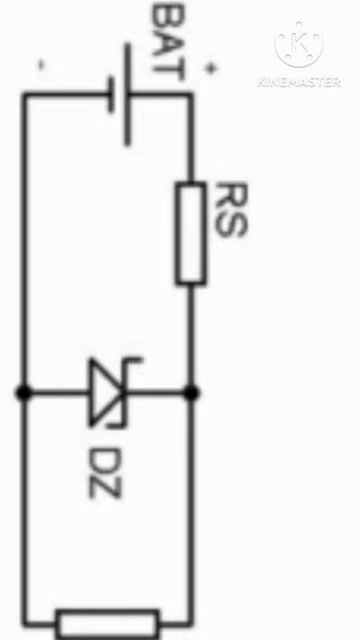 BAT
- +
K
KINEMASTER
RS
DZ